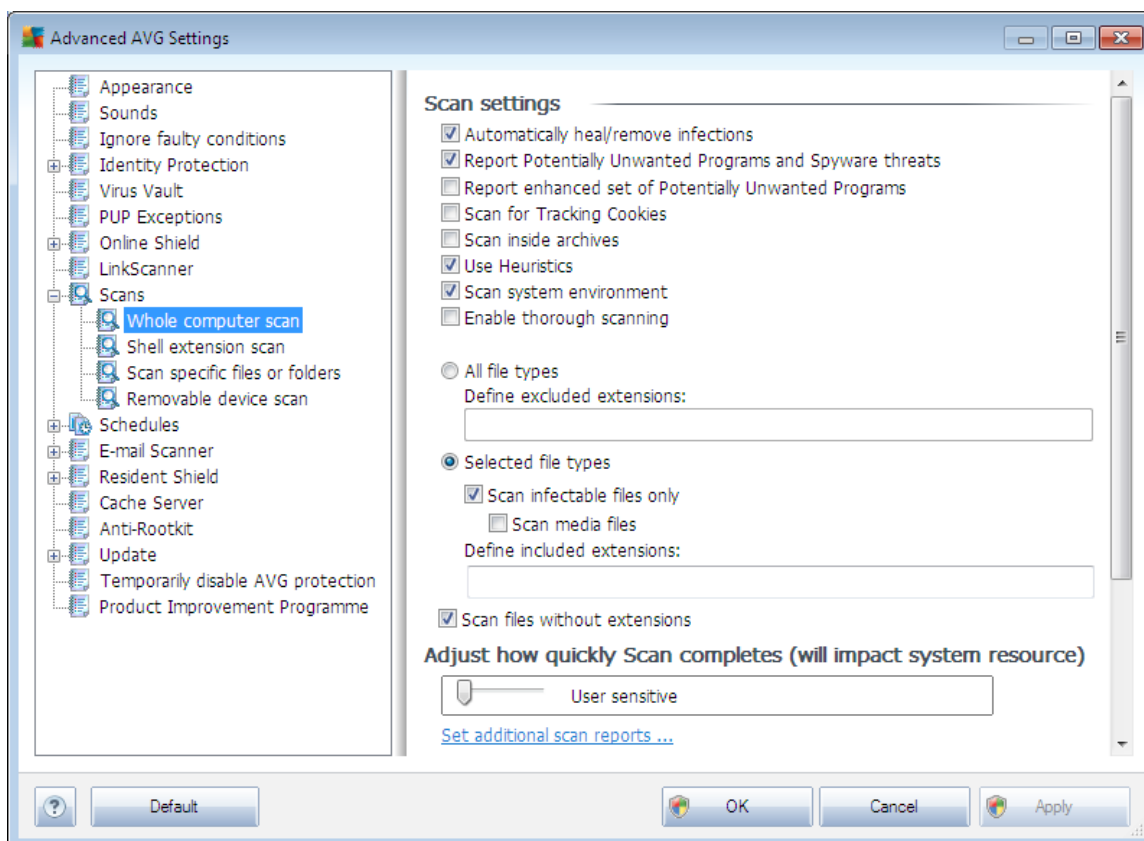 Advanced AVG Settings
Appearance
Sounds
Ignore faulty conditions
Identity Protection
Virus Vault
PUP Exceptions
Online Shield
LinkScanner
Scans
Whole computer scan
Shell extension scan
Scan specific files or folders
Removable device scan
Schedules
E-mail Scanner
Resident Shield
Cache Server
Anti-Rootkit
Update
Temporarily disable AVG protection
Product Improvement Programme
Scan settings
Automatically heal/remove infections
Report Potentially Unwanted Programs and Spyware threats
Report enhanced set of Potentially Unwanted Programs
Scan for Tracking Cookies
Scan inside archives
Use Heuristics
Scan system environment
Enable thorough scanning
All file types
Define excluded extensions:
Selected file types
Scan infectable files only
Scan media files
Define included extensions:
Scan files without extensions
Adjust how quickly Scan completes (will impact system resource)
User sensitive
Set additional scan reports ...
?
Default
OK
Cancel
Apply